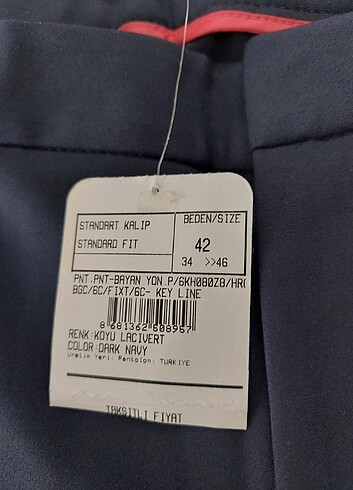 STANDART KALIP
BEDEN/SIZE
STANDARD FIT
42
34 >>46
PNT.PNT-BAYAN YON.P/6KH080Z8/HR
BGC/6C/FIXT/6C- KEY LINE
8 681362 608957
RENK:KOYU LACIVERT
COLOR:DARK NAVY
Üretim Yeri: Pantolon: TURKIYE
TAKSITLI FIYAT